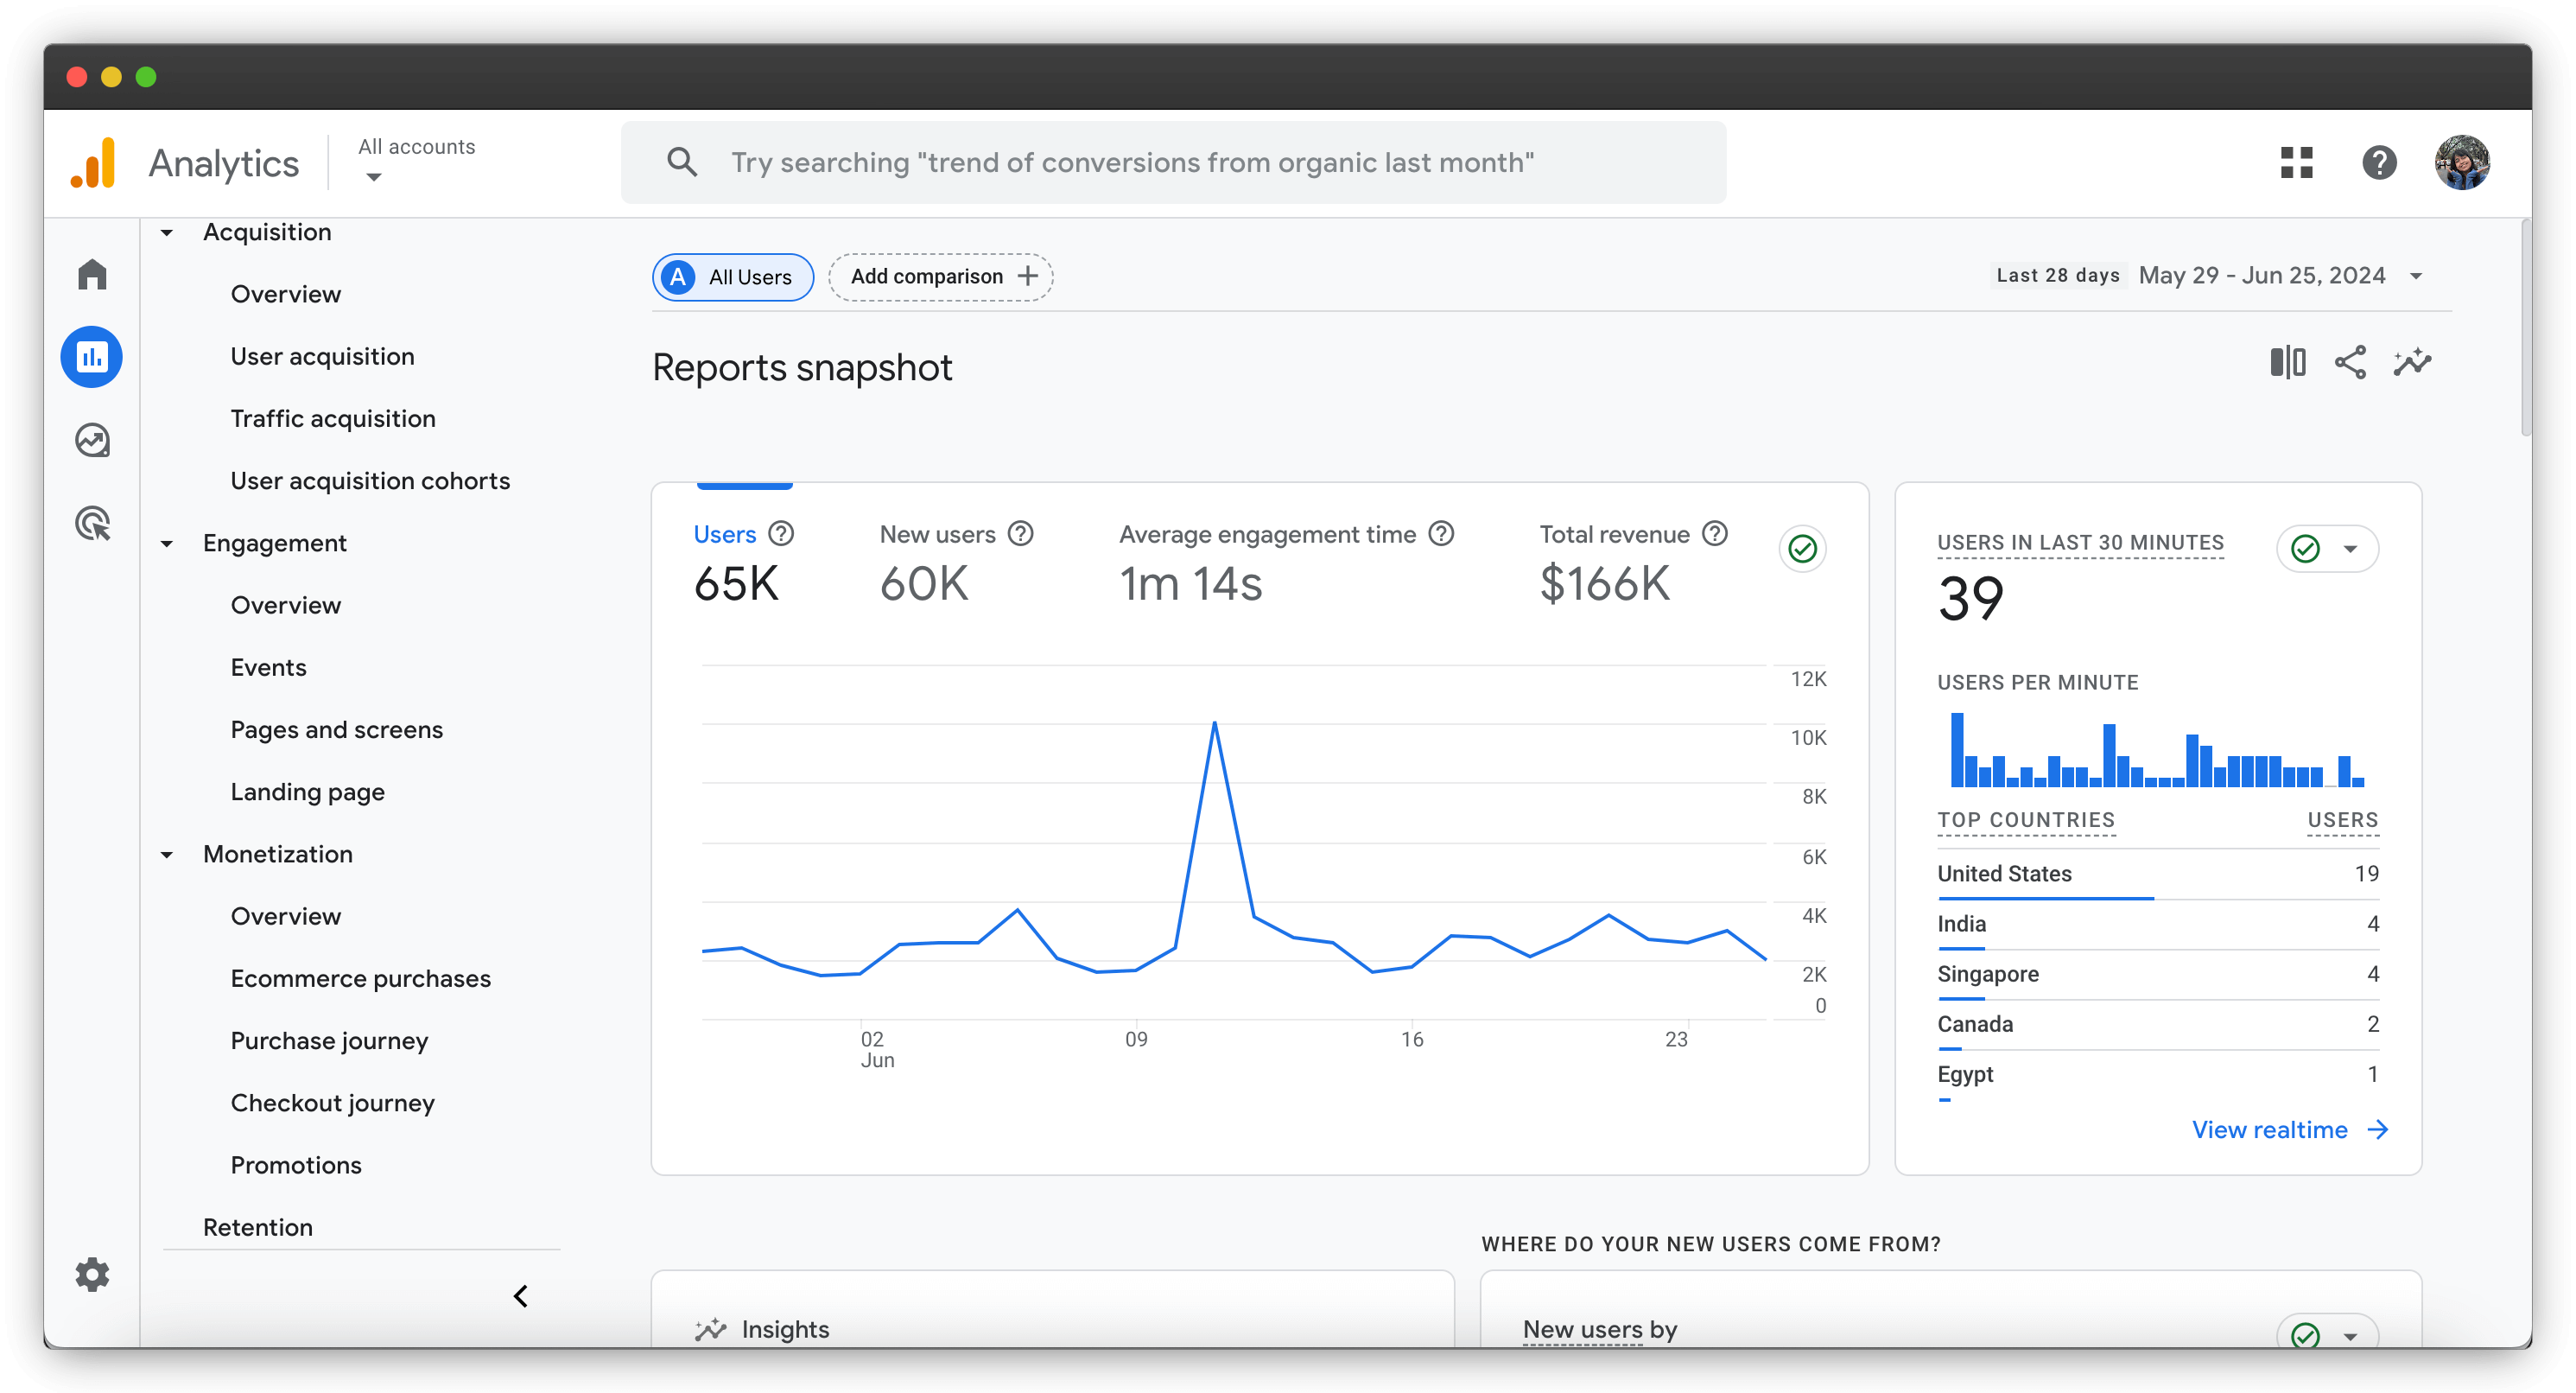 Analytics
All accounts
Try searching "trend of conversions from organic last month"
Acquisition
Overview
User acquisition
Traffic acquisition
User acquisition cohorts
Engagement
Overview
Events
Pages and screens
Landing page
Monetization
Overview
Ecommerce purchases
Purchase journey
Checkout journey
Promotions
Retention
A All Users
Add comparison
Last 28 days May 29 - Jun 25, 2024
Reports snapshot
Users
65K
New users
60K
Average engagement time
1m 14s
Total revenue
$166K
12K
10K
8K
6K
4K
2K
0
02
Jun
09
16
23
USERS IN LAST 30 MINUTES
39
USERS PER MINUTE
TOP COUNTRIES USERS
United States 19
India 4
Singapore 4
Canada 2
Egypt 1
View realtime
Insights
WHERE DO YOUR NEW USERS COME FROM?
New users by